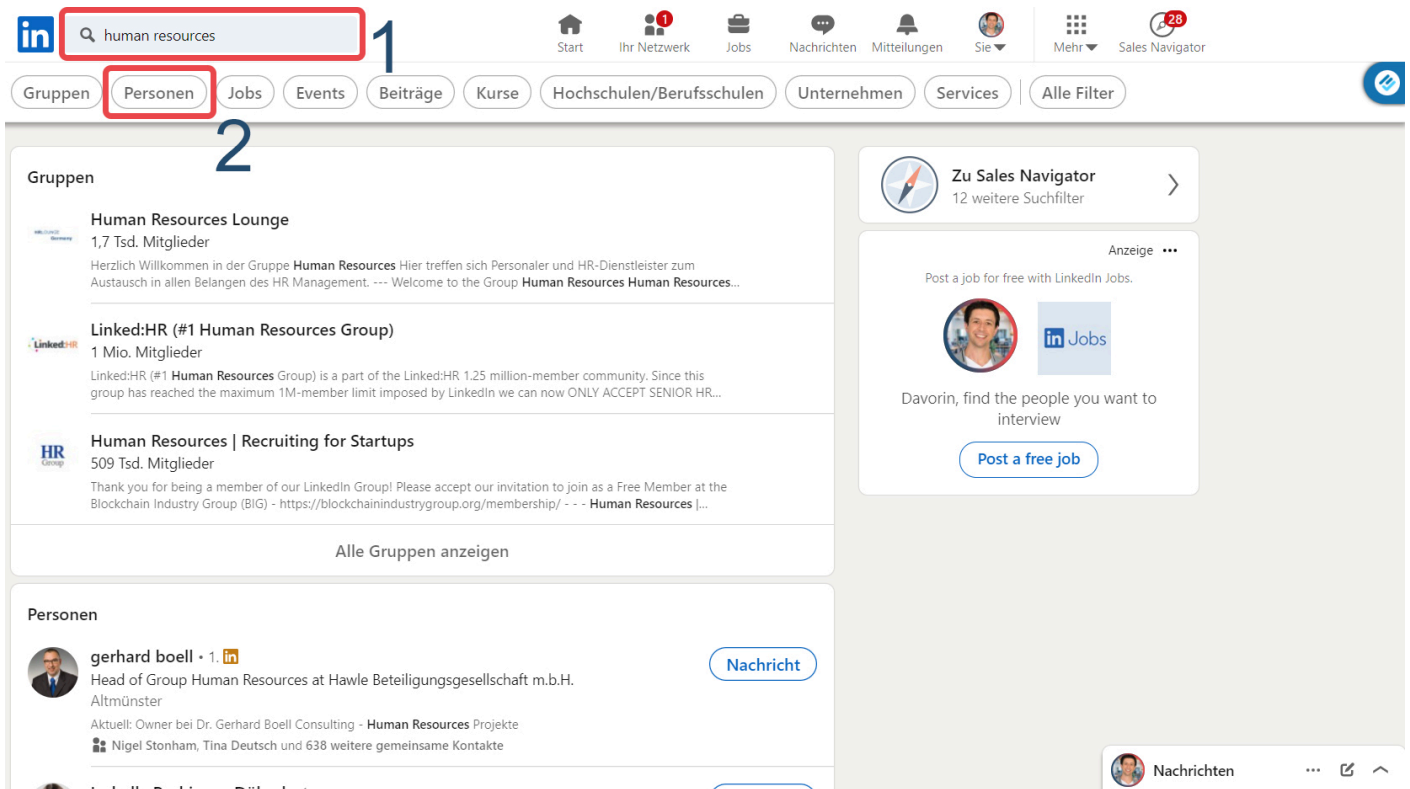 in
human resources
1
Start
Ihr Netzwerk
1
Jobs
Nachrichten
Mitteilungen
Sie
Mehr
Sales Navigator
28
Gruppen
Personen
Jobs
Events
Beiträge
Kurse
Hochschulen/Berufsschulen
Unternehmen
Services
Alle Filter
2
Gruppen
HRLOUNGE
Germany
Human Resources Lounge
1,7 Tsd. Mitglieder
Herzlich Willkommen in der Gruppe Human Resources Hier treffen sich Personaler und HR-Dienstleister zum
Austausch in allen Belangen des HR Management. --- Welcome to the Group Human Resources Human Resources...
Linked:HR
Linked:HR (#1 Human Resources Group)
1 Mio. Mitglieder
Linked:HR (#1 Human Resources Group) is a part of the Linked:HR 1.25 million-member community. Since this
group has reached the maximum 1M-member limit imposed by LinkedIn we can now ONLY ACCEPT SENIOR HR...
HR
Group
Human Resources | Recruiting for Startups
509 Tsd. Mitglieder
Thank you for being a member of our LinkedIn Group! Please accept our invitation to join as a Free Member at the
Blockchain Industry Group (BIG) - https://blockchainindustrygroup.org/membership/ - - - Human Resources |...
Alle Gruppen anzeigen
Personen
gerhard boell • 1. in
Head of Group Human Resources at Hawle Beteiligungsgesellschaft m.b.H.
Altmünster
Aktuell: Owner bei Dr. Gerhard Boell Consulting - Human Resources Projekte
Nigel Stonham, Tina Deutsch und 638 weitere gemeinsame Kontakte
Nachricht
Zu Sales Navigator
12 weitere Suchfilter
Anzeige •••
Post a job for free with LinkedIn Jobs.
in Jobs
Davorin, find the people you want to
interview
Post a free job
Nachrichten